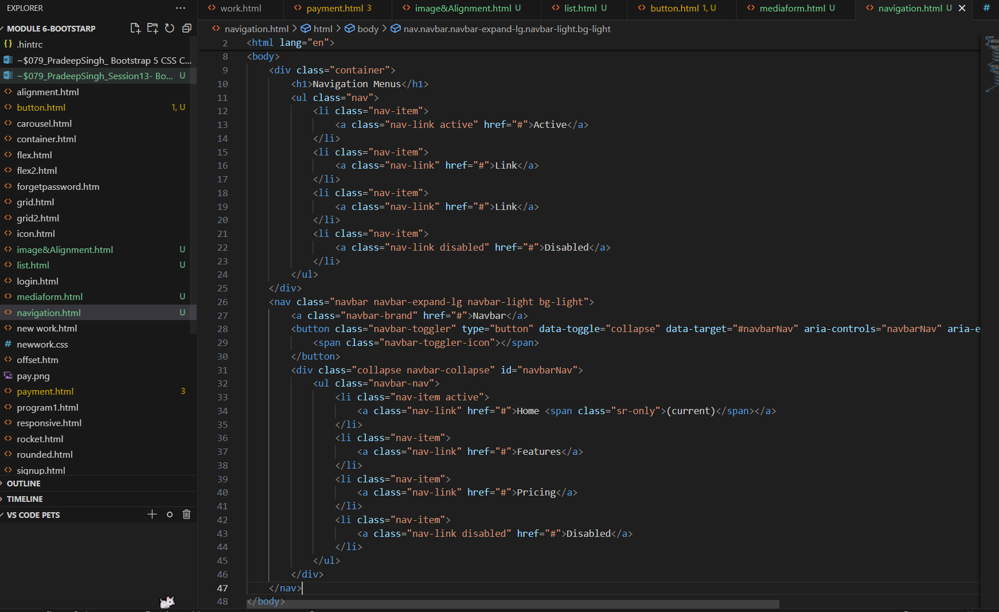 EXPLORER ···
MODULE 6-BOOTSTARP
{} .hintrc
~$079_PradeepSingh_ Bootstrap 5 CSS C...
~$079_PradeepSingh_Session13- Bo... U
<> alignment.html
<> button.html 1, U
<> carousel.html
<> container.html
<> flex.html
<> flex2.html
<> forgetpassword.htm
<> grid.html
<> grid2.html
<> icon.html
<> image&Alignment.html U
<> list.html U
<> login.html
<> mediaform.html U
<> navigation.html U
<> new work.html
# newwork.css
<> offset.htm
pay.png
<> payment.html 3
<> program1.html
<> responsive.html
<> rocket.html
<> rounded.html
<> signup.html
OUTLINE
TIMELINE
VS CODE PETS
<> work.html <> payment.html 3 <> image&Alignment.html U <> list.html U <> button.html 1, U <> mediaform.html U <> navigation.html U #
<> navigation.html > html > body > nav.navbar.navbar-expand-lg.navbar-light.bg-light
2 <html lang="en">
8 <body>
9 <div class="container">
10 <h1>Navigation Menus</h1>
11 <ul class="nav">
12 <li class="nav-item">
13 <a class="nav-link active" href="#">Active</a>
14 </li>
15 <li class="nav-item">
16 <a class="nav-link" href="#">Link</a>
17 </li>
18 <li class="nav-item">
19 <a class="nav-link" href="#">Link</a>
20 </li>
21 <li class="nav-item">
22 <a class="nav-link disabled" href="#">Disabled</a>
23 </li>
24 </ul>
25 </div>
26 <nav class="navbar navbar-expand-lg navbar-light bg-light">
27 <a class="navbar-brand" href="#">Navbar</a>
28 <button class="navbar-toggler" type="button" data-toggle="collapse" data-target="#navbarNav" aria-controls="navbarNav" aria-e
29 <span class="navbar-toggler-icon"></span>
30 </button>
31 <div class="collapse navbar-collapse" id="navbarNav">
32 <ul class="navbar-nav">
33 <li class="nav-item active">
34 <a class="nav-link" href="#">Home <span class="sr-only">(current)</span></a>
35 </li>
36 <li class="nav-item">
37 <a class="nav-link" href="#">Features</a>
38 </li>
39 <li class="nav-item">
40 <a class="nav-link" href="#">Pricing</a>
41 </li>
42 <li class="nav-item">
43 <a class="nav-link disabled" href="#">Disabled</a>
44 </li>
45 </ul>
46 </div>
47 </nav>
48 </body>